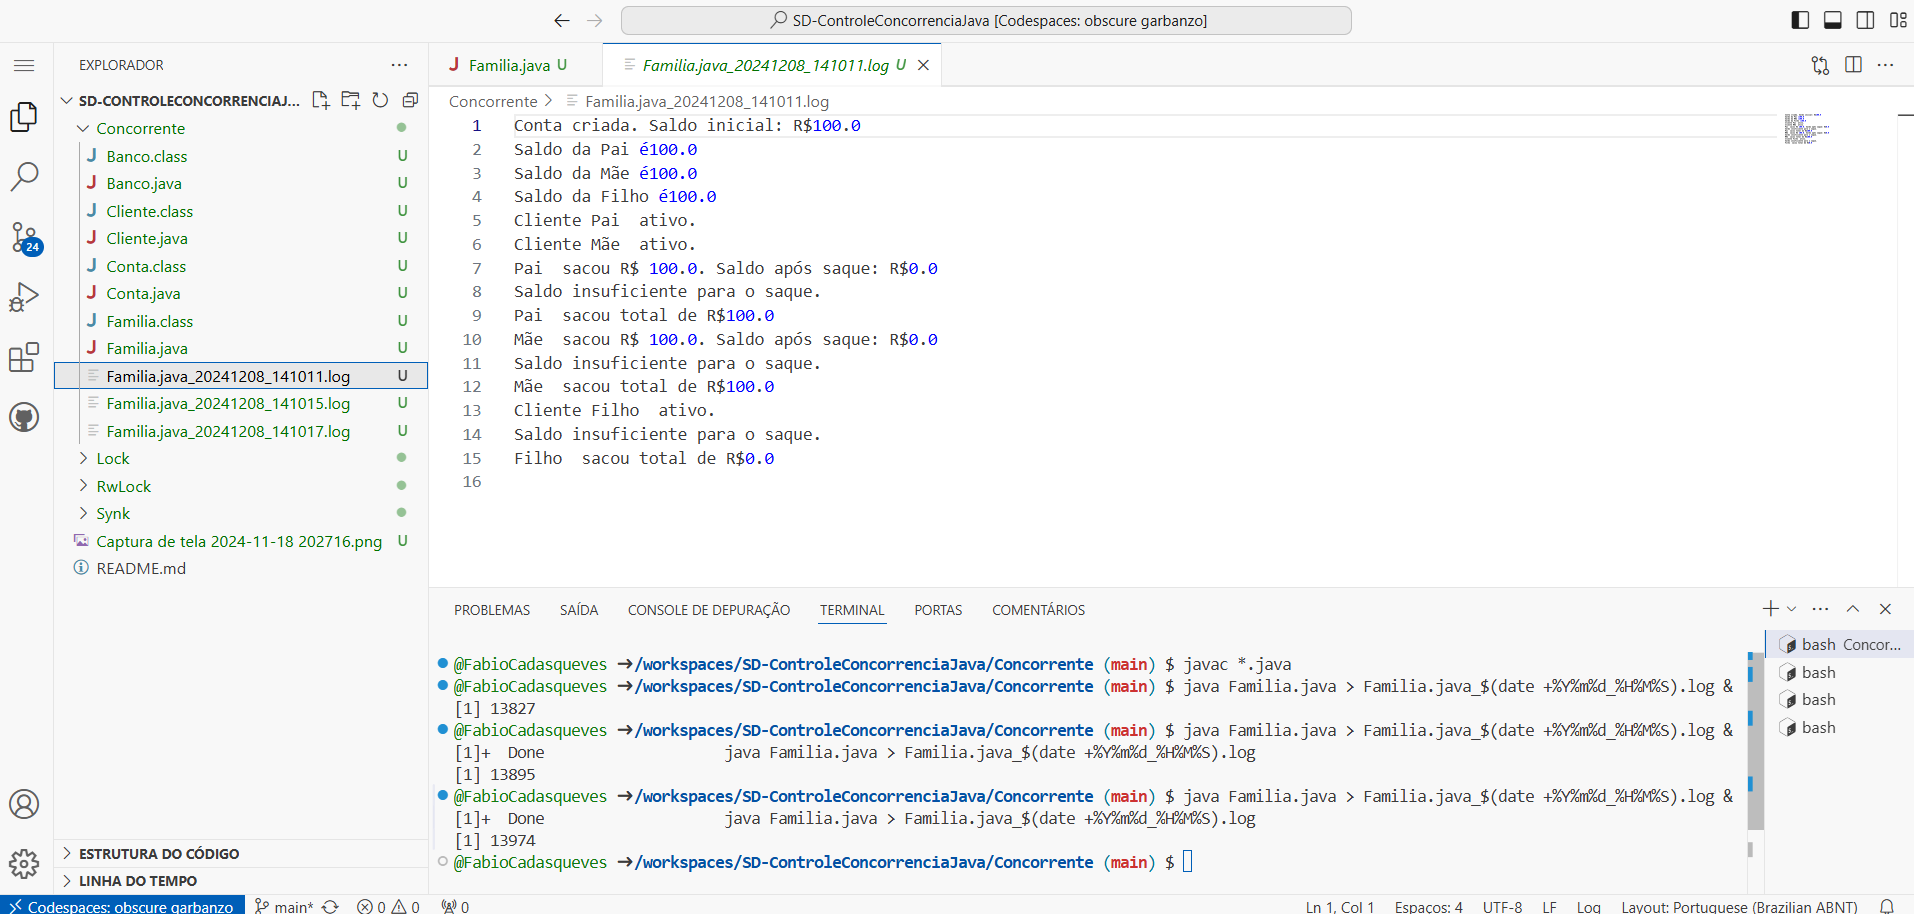 SD-ControleConcorrenciaJava [Codespaces: obscure garbanzo]
EXPLORADOR
SD-CONTROLECONCORRENCIAJ...
Concorrente
Banco.class U
Banco.java U
Cliente.class U
Cliente.java U
Conta.class U
Conta.java U
Familia.class U
Familia.java U
Familia.java_20241208_141011.log U
Familia.java_20241208_141015.log U
Familia.java_20241208_141017.log U
Lock
RwLock
Synk
Captura de tela 2024-11-18 202716.png U
README.md
24
ESTRUTURA DO CÓDIGO
LINHA DO TEMPO
Familia.java U
Familia.java_20241208_141011.log U
Concorrente > Familia.java_20241208_141011.log
1 Conta criada. Saldo inicial: R$100.0
2 Saldo da Pai é100.0
3 Saldo da Mãe é100.0
4 Saldo da Filho é100.0
5 Cliente Pai  ativo.
6 Cliente Mãe  ativo.
7 Pai  sacou R$ 100.0. Saldo após saque: R$0.0
8 Saldo insuficiente para o saque.
9 Pai  sacou total de R$100.0
10 Mãe  sacou R$ 100.0. Saldo após saque: R$0.0
11 Saldo insuficiente para o saque.
12 Mãe  sacou total de R$100.0
13 Cliente Filho  ativo.
14 Saldo insuficiente para o saque.
15 Filho  sacou total de R$0.0
16
PROBLEMAS SAÍDA CONSOLE DE DEPURAÇÃO TERMINAL PORTAS COMENTÁRIOS
@FabioCadasqueves →/workspaces/SD-ControleConcorrenciaJava/Concorrente (main) $ javac *.java
@FabioCadasqueves →/workspaces/SD-ControleConcorrenciaJava/Concorrente (main) $ java Familia.java > Familia.java_$(date +%Y%m%d_%H%M%S).log &
[1] 13827
@FabioCadasqueves →/workspaces/SD-ControleConcorrenciaJava/Concorrente (main) $ java Familia.java > Familia.java_$(date +%Y%m%d_%H%M%S).log &
[1]+  Done                    java Familia.java > Familia.java_$(date +%Y%m%d_%H%M%S).log
[1] 13895
@FabioCadasqueves →/workspaces/SD-ControleConcorrenciaJava/Concorrente (main) $ java Familia.java > Familia.java_$(date +%Y%m%d_%H%M%S).log &
[1]+  Done                    java Familia.java > Familia.java_$(date +%Y%m%d_%H%M%S).log
[1] 13974
@FabioCadasqueves →/workspaces/SD-ControleConcorrenciaJava/Concorrente (main) $
bash Concor...
bash
bash
bash
Codespaces: obscure garbanzo main* 0 0 0 Ln 1, Col 1 Espaços: 4 UTF-8 LF Log Layout: Portuguese (Brazilian ABNT)